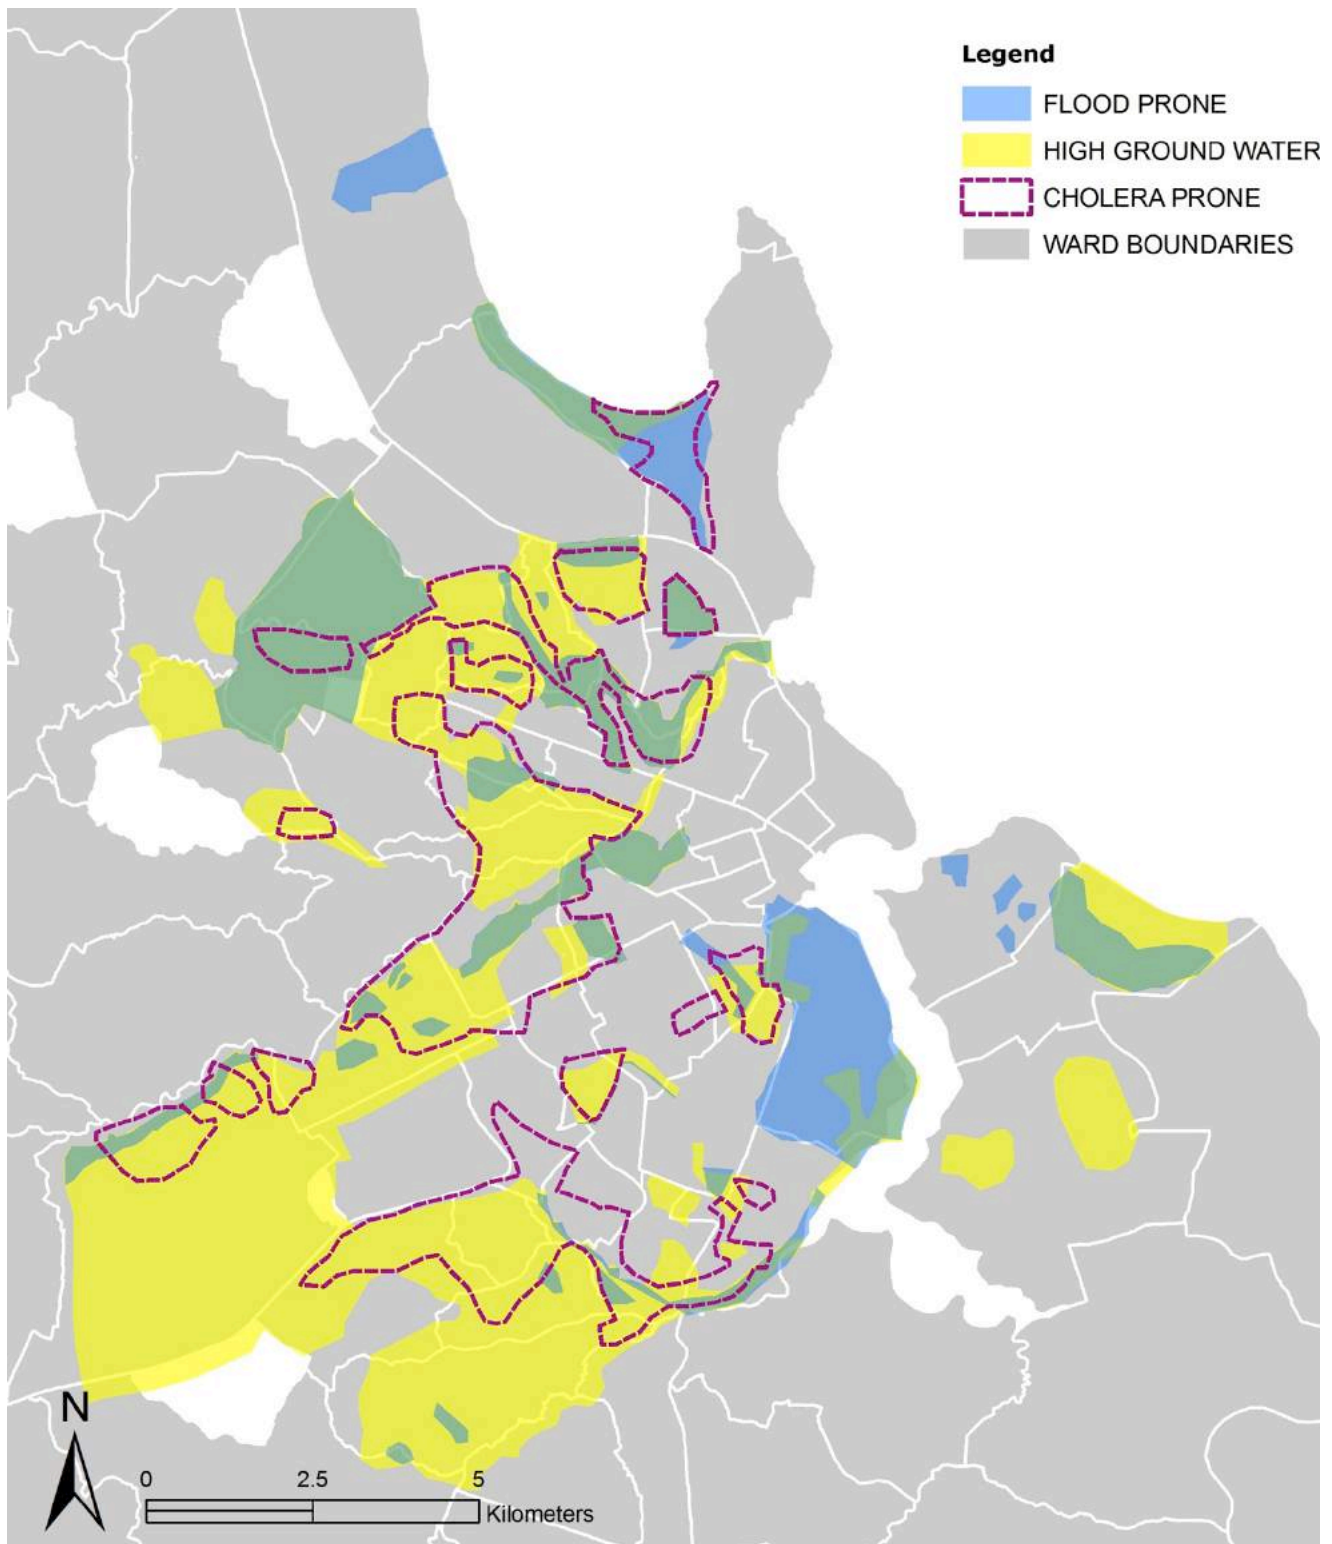 Legend
FLOOD PRONE
HIGH GROUND WATER
CHOLERA PRONE
WARD BOUNDARIES
N
0 2.5 5
Kilometers